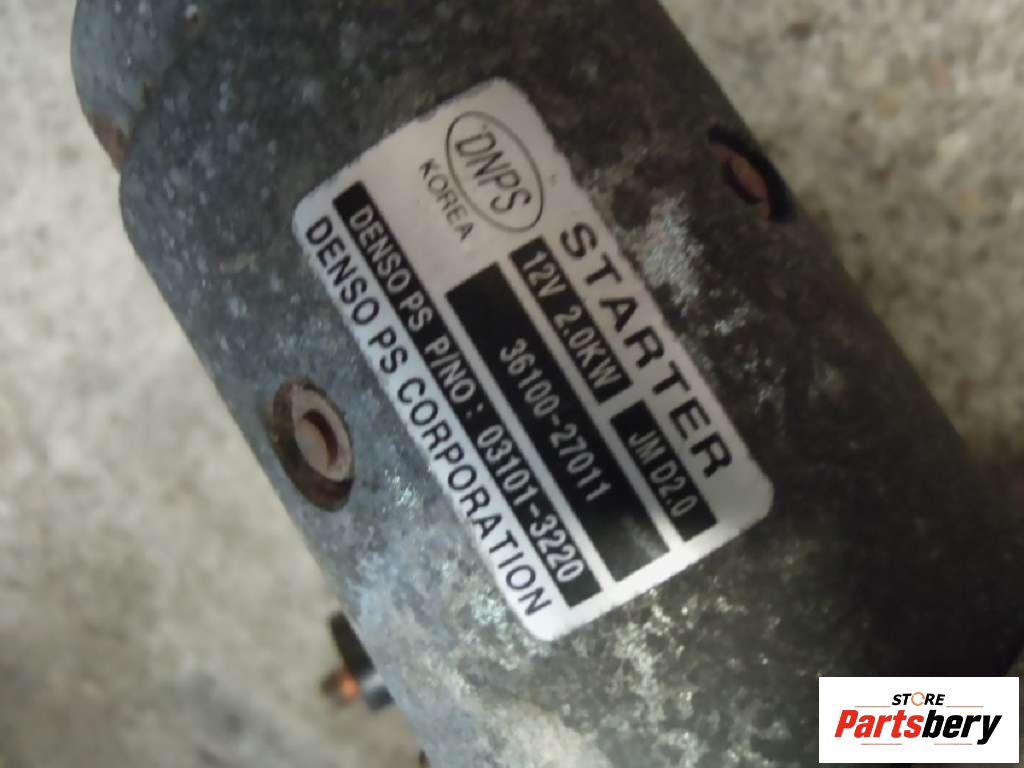 DNPS
KOREA
STARTER
12V 2.0KW
JM D2.0
36100-27011
DENSO PS P/NO: 03101-3220
DENSO PS CORPORATION
STORE
Partsbery